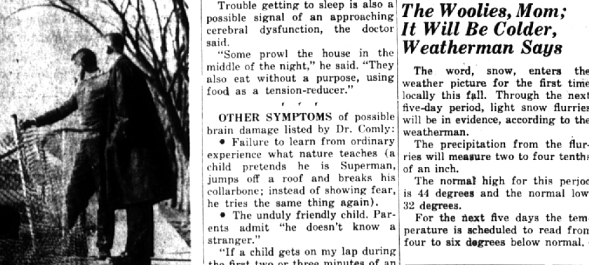 Trouble getting to sleep is also a
possible signal of an approaching
cerebral dysfunction, the doctor
said.
"Some prowl the house in the
middle of the night," he said. "They
also eat without a purpose, using
food as a tension-reducer."
OTHER SYMPTOMS of possible
brain damage listed by Dr. Comly:
● Failure to learn from ordinary
experience what nature teaches (a
child pretends he is Superman,
jumps off a roof and breaks his
collarbone; instead of showing fear,
he tries the same thing again).
● The unduly friendly child. Par-
ents admit "he doesn't know a
stranger."
"If a child gets on my lap during
the first two or three minutes of an
The Woolies, Mom;
It Will Be Colder,
Weatherman Says
The word, snow, enters the
weather picture for the first time
locally this fall. Through the next
five-day period, light snow flurries
will be in evidence, according to the
weatherman.
The precipitation from the flur-
ries will measure two to four tenths
of an inch.
The normal high for this period
is 44 degrees and the normal low
32 degrees.
For the next five days the tem-
perature is scheduled to read from
four to six degrees below normal.